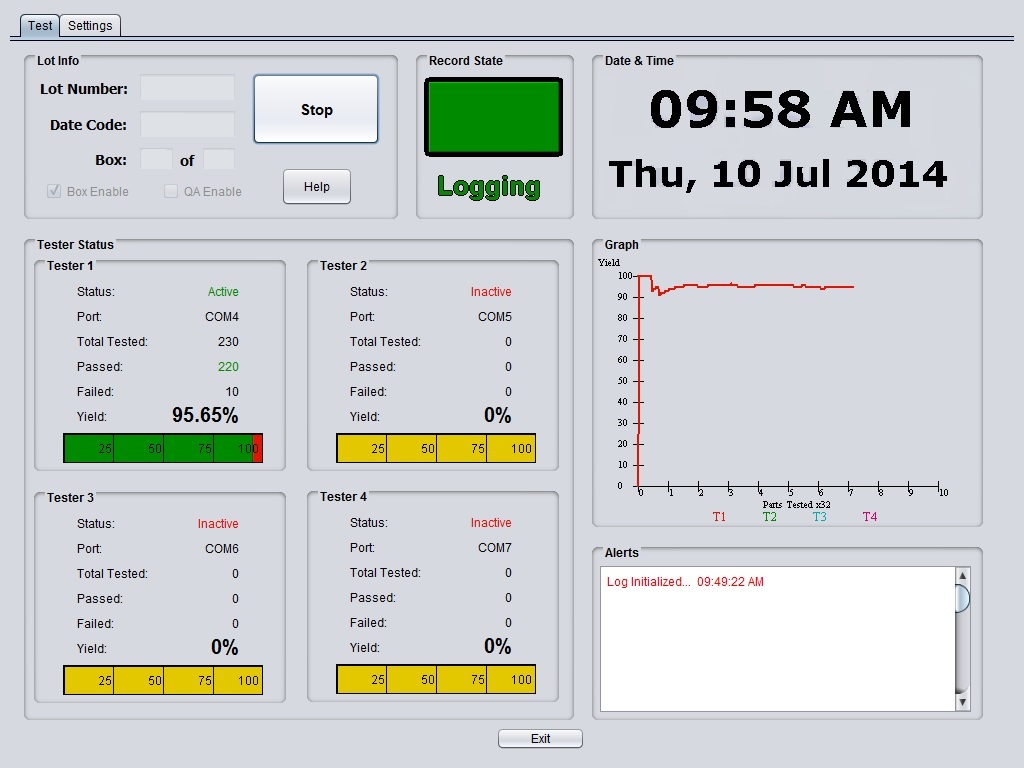 Test Settings
Lot Info
Lot Number:
Date Code:
Box: of
Box Enable QA Enable
Stop
Help
Record State
Logging
Date & Time
09:58 AM
Thu, 10 Jul 2014
Tester Status
Tester 1
Status: Active
Port: COM4
Total Tested: 230
Passed: 220
Failed: 10
Yield: 95.65%
25 50 75 100
Tester 2
Status: Inactive
Port: COM5
Total Tested: 0
Passed: 0
Failed: 0
Yield: 0%
25 50 75 100
Tester 3
Status: Inactive
Port: COM6
Total Tested: 0
Passed: 0
Failed: 0
Yield: 0%
25 50 75 100
Tester 4
Status: Inactive
Port: COM7
Total Tested: 0
Passed: 0
Failed: 0
Yield: 0%
25 50 75 100
Graph
Yield
100
90
80
70
60
50
40
30
20
10
0
0 1 2 3 4 5 6 7 8 9 10
Parts Tested x32
T1 T2 T3 T4
Alerts
Log Initialized... 09:49:22 AM
Exit